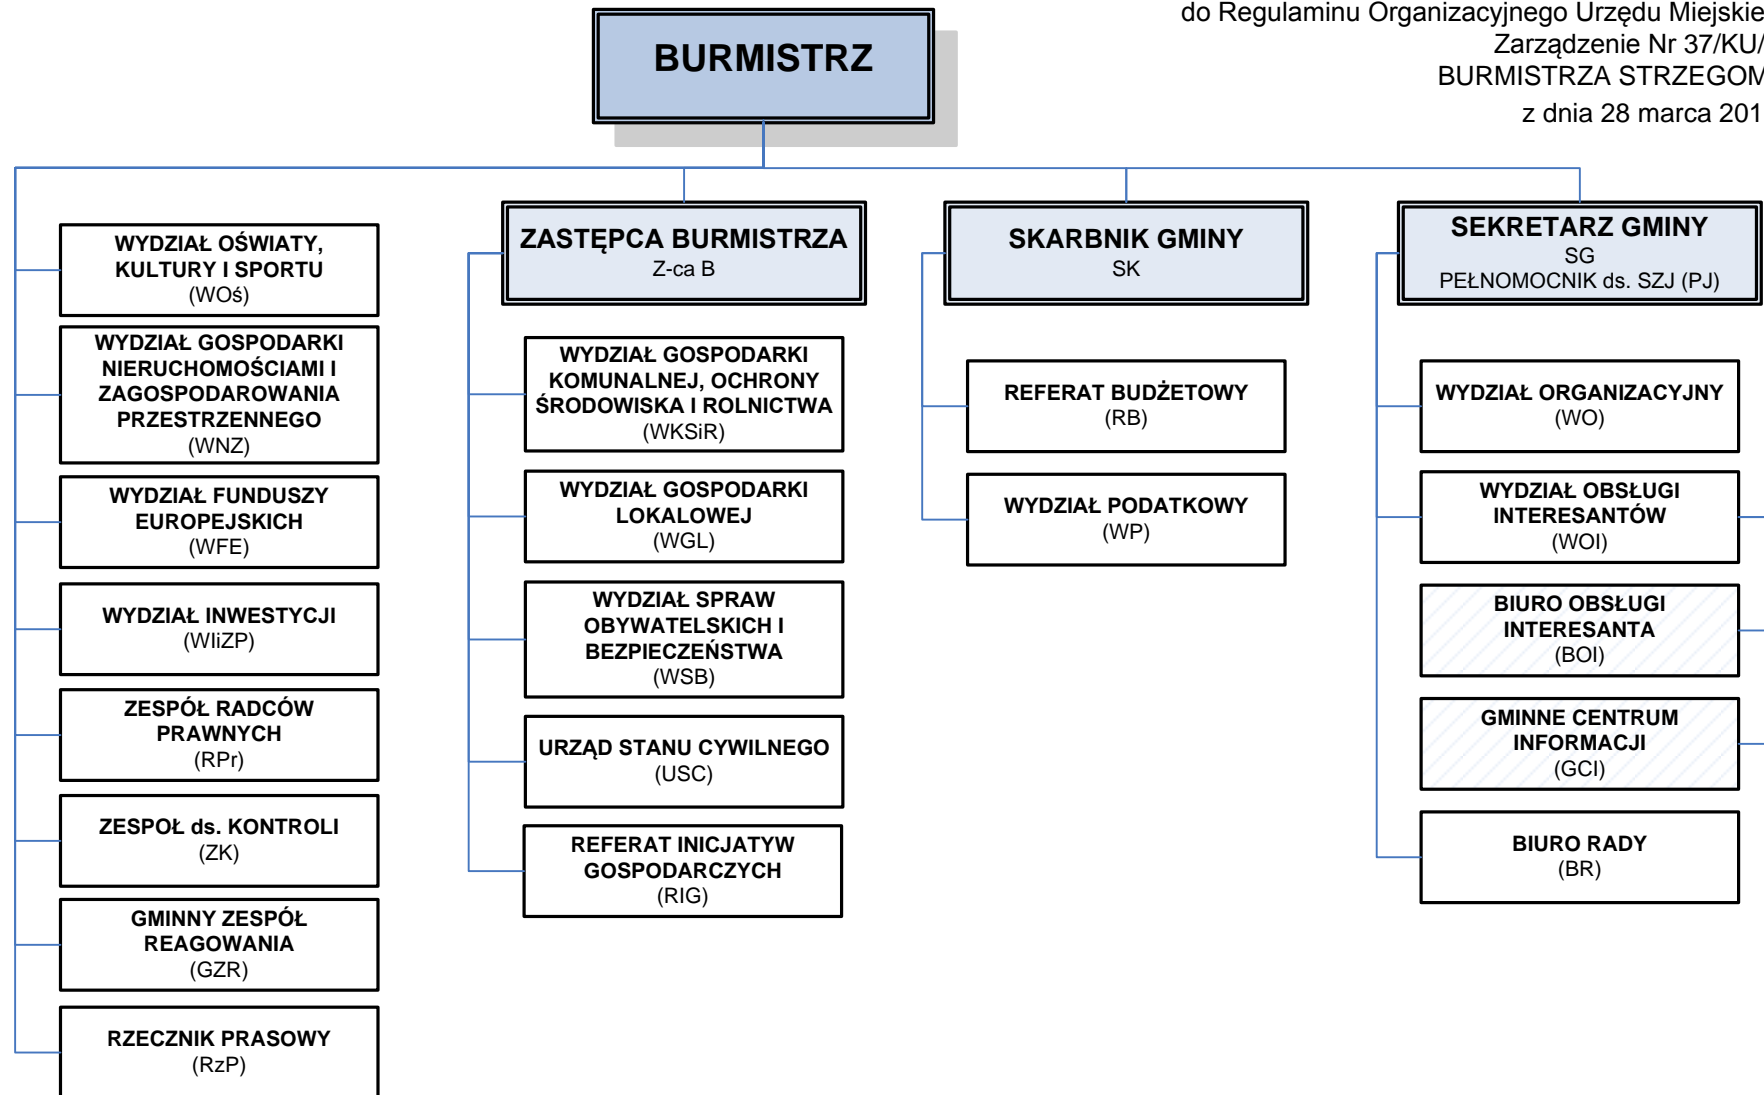 do Regulaminu Organizacyjnego Urzędu Miejskie
Zarządzenie Nr 37/KU/
BURMISTRZA STRZEGOM
z dnia 28 marca 201
BURMISTRZ
WYDZIAŁ OŚWIATY,
KULTURY I SPORTU
(WOś)
WYDZIAŁ GOSPODARKI
NIERUCHOMOŚCIAMI I
ZAGOSPODAROWANIA
PRZESTRZENNEGO
(WNZ)
WYDZIAŁ FUNDUSZY
EUROPEJSKICH
(WFE)
WYDZIAŁ INWESTYCJI
(WIiZP)
ZESPÓŁ RADCÓW
PRAWNYCH
(RPr)
ZESPOŁ ds. KONTROLI
(ZK)
GMINNY ZESPÓŁ
REAGOWANIA
(GZR)
RZECZNIK PRASOWY
(RzP)
ZASTĘPCA BURMISTRZA
Z-ca B
WYDZIAŁ GOSPODARKI
KOMUNALNEJ, OCHRONY
ŚRODOWISKA I ROLNICTWA
(WKSiR)
WYDZIAŁ GOSPODARKI
LOKALOWEJ
(WGL)
WYDZIAŁ SPRAW
OBYWATELSKICH I
BEZPIECZEŃSTWA
(WSB)
URZĄD STANU CYWILNEGO
(USC)
REFERAT INICJATYW
GOSPODARCZYCH
(RIG)
SKARBNIK GMINY
SK
REFERAT BUDŻETOWY
(RB)
WYDZIAŁ PODATKOWY
(WP)
SEKRETARZ GMINY
SG
PEŁNOMOCNIK ds. SZJ (PJ)
WYDZIAŁ ORGANIZACYJNY
(WO)
WYDZIAŁ OBSŁUGI
INTERESANTÓW
(WOI)
BIURO OBSŁUGI
INTERESANTA
(BOI)
GMINNE CENTRUM
INFORMACJI
(GCI)
BIURO RADY
(BR)